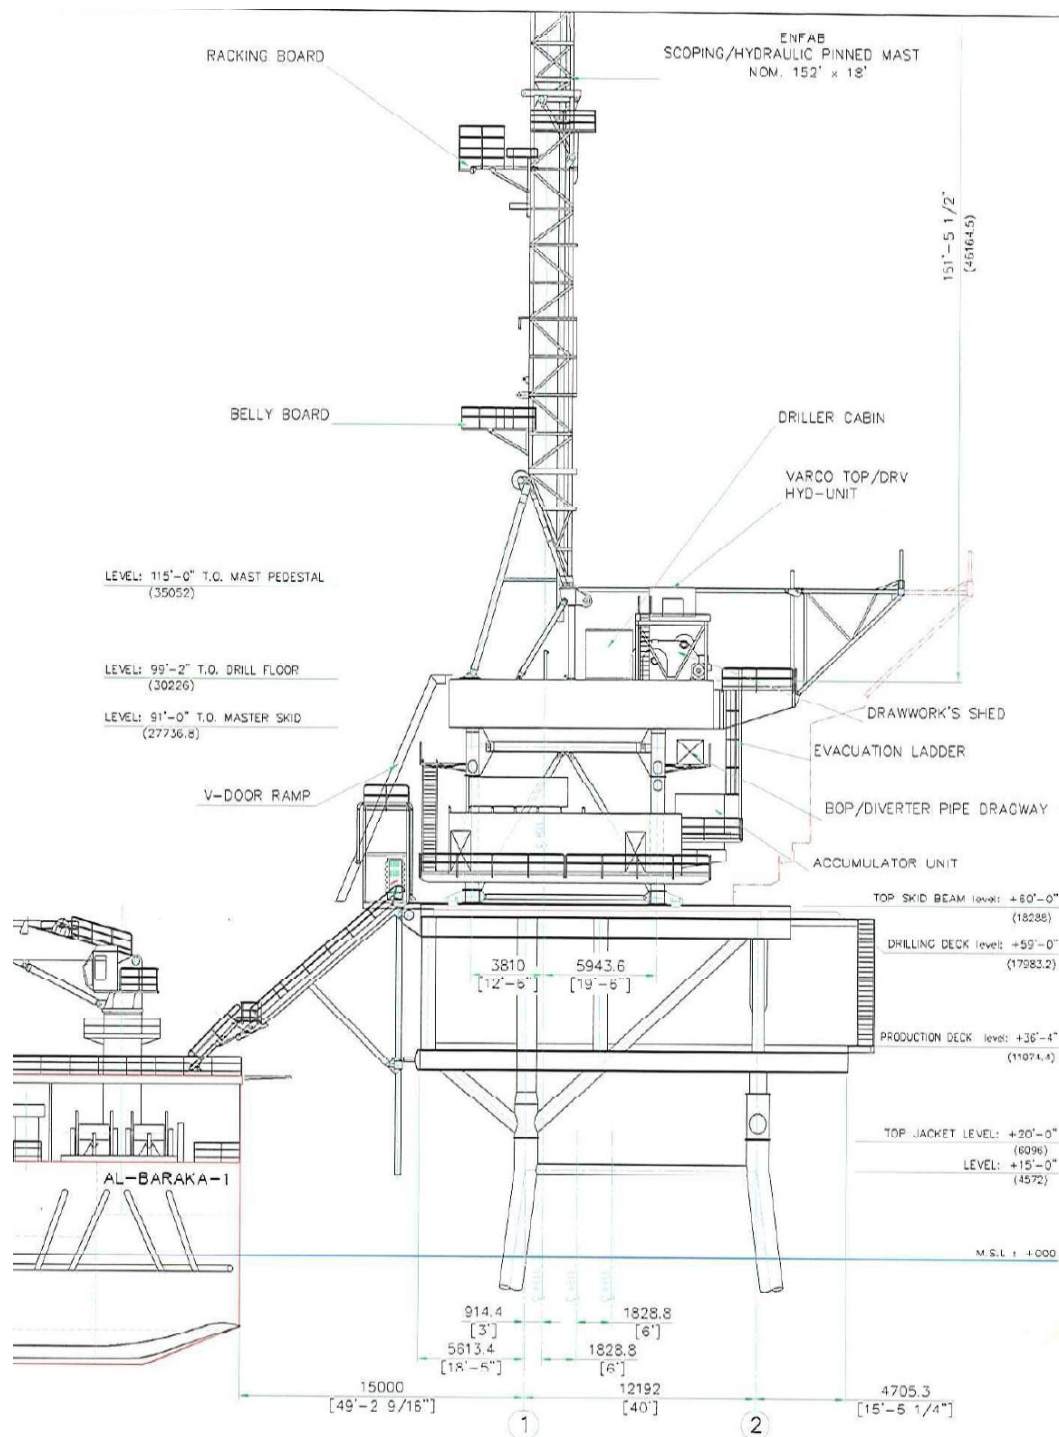 ENFAB
SCOPING/HYDRAULIC PINNED MAST
NOM. 152' x 18'
RACKING BOARD
151'-5 1/2"
(46164.5)
BELLY BOARD
DRILLER CABIN
VARCO TOP/DRV
HYD-UNIT
LEVEL: 115'-0" T.O. MAST PEDESTAL
(35052)
LEVEL: 99'-2" T.O. DRILL FLOOR
(30226)
LEVEL: 91'-0" T.O. MASTER SKID
(27736.8)
DRAWWORK'S SHED
EVACUATION LADDER
V-DOOR RAMP
BOP/DIVERTER PIPE DRAGWAY
ACCUMULATOR UNIT
TOP SKID BEAM level: +60'-0"
(18288)
DRILLING DECK level: +59'-0"
(17983.2)
3810
[12'-6"]
5943.6
[19'-6"]
PRODUCTION DECK level: +36'-4"
(11074.4)
TOP JACKET LEVEL: +20'-0"
(6096)
LEVEL: +15'-0"
(4572)
AL-BARAKA-1
M.S.L : +000
914.4
[3']
1828.8
[6']
5613.4
[18'-5"]
1828.8
[6']
15000
[49'-2 9/16"]
12192
[40']
4705.3
[15'-5 1/4"]
1
2